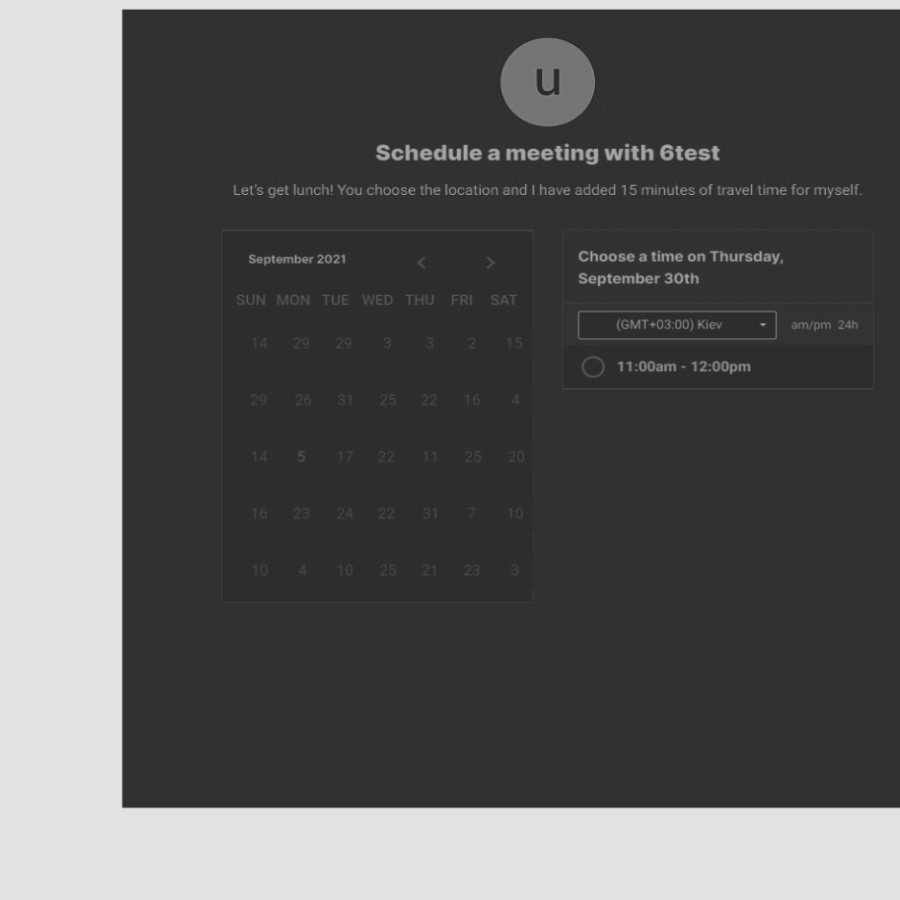 u
Schedule a meeting with 6test
Let's get lunch! You choose the location and I have added 15 minutes of travel time for myself.
September 2021 < >
SUN MON TUE WED THU FRI SAT
14 29 29 3 3 2 15
29 26 31 25 22 16 4
14 5 17 22 11 25 20
16 23 24 22 31 7 10
10 4 10 25 21 23 3
Choose a time on Thursday,
September 30th
(GMT+03:00) Kiev am/pm 24h
11:00am - 12:00pm